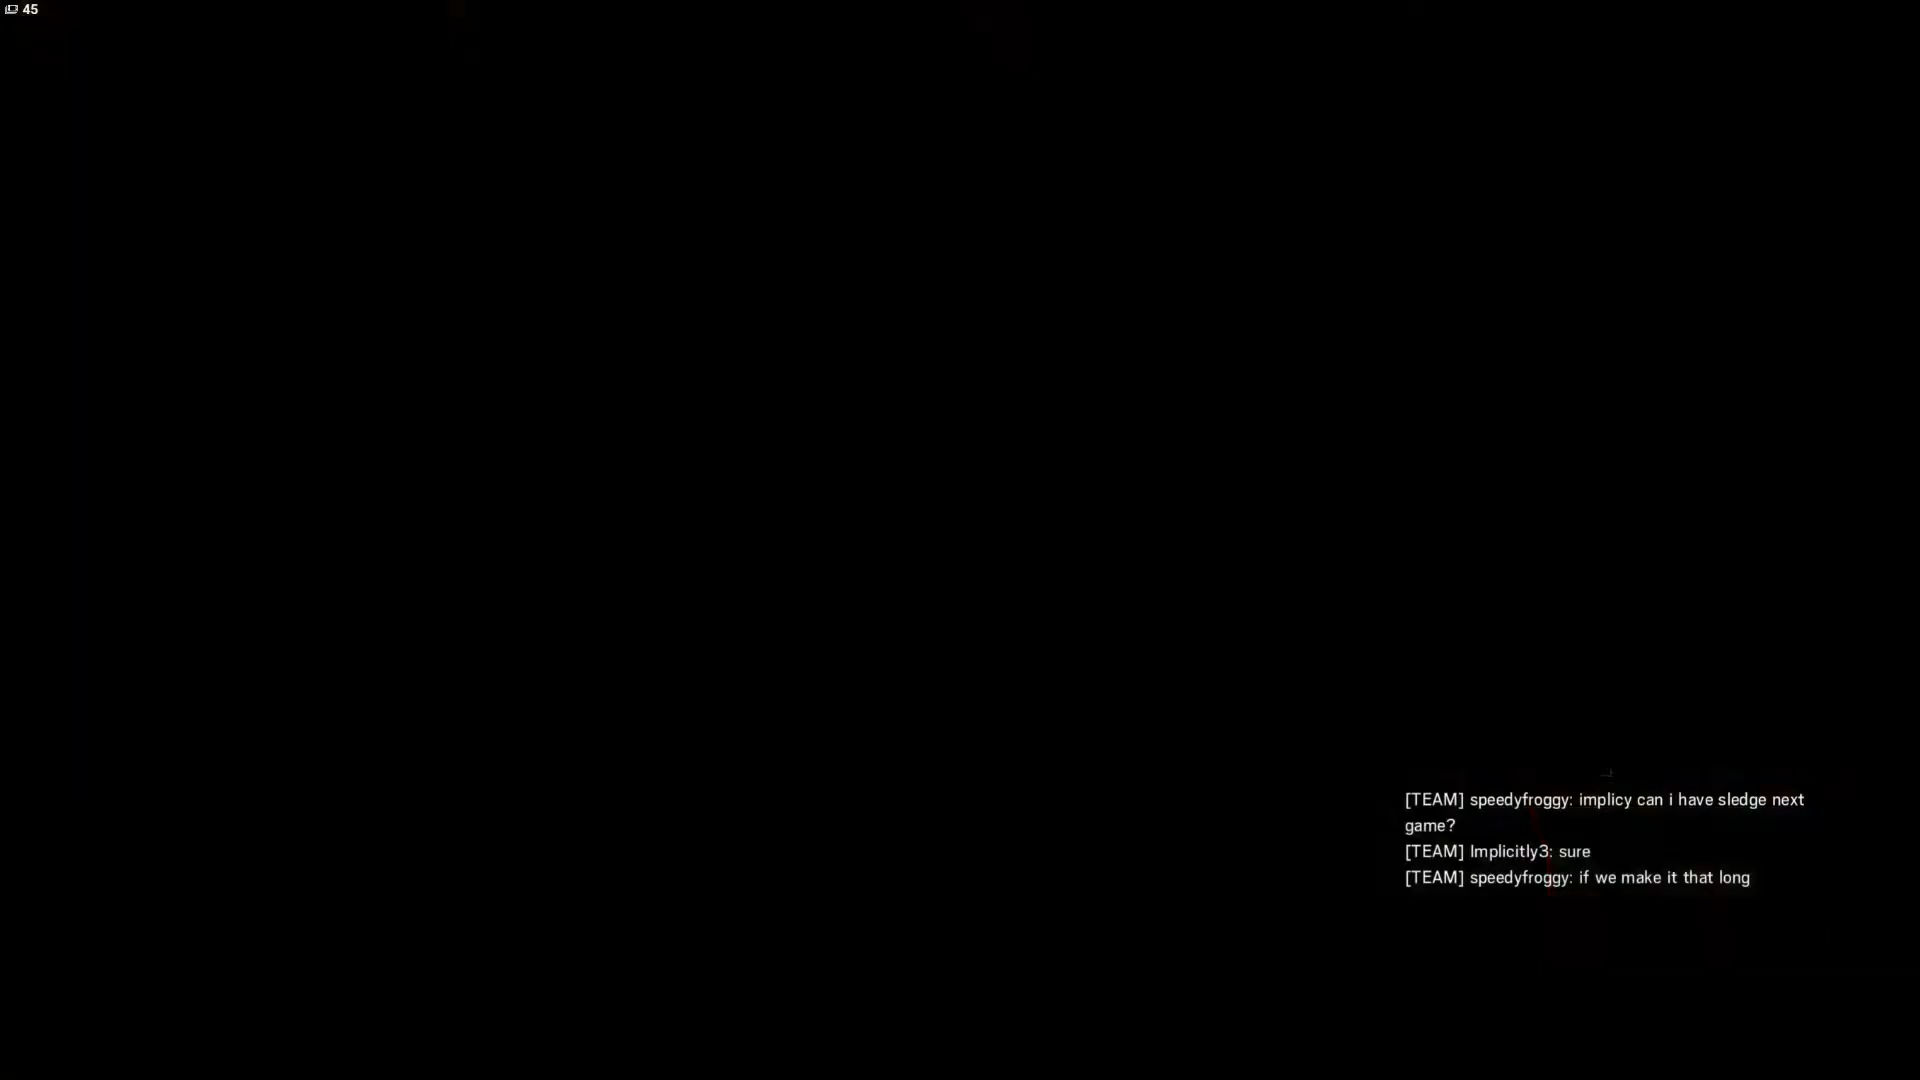 45
[TEAM] speedyfroggy: implicy can i have sledge next
game?
[TEAM] Implicitly3: sure
[TEAM] speedyfroggy: if we make it that long